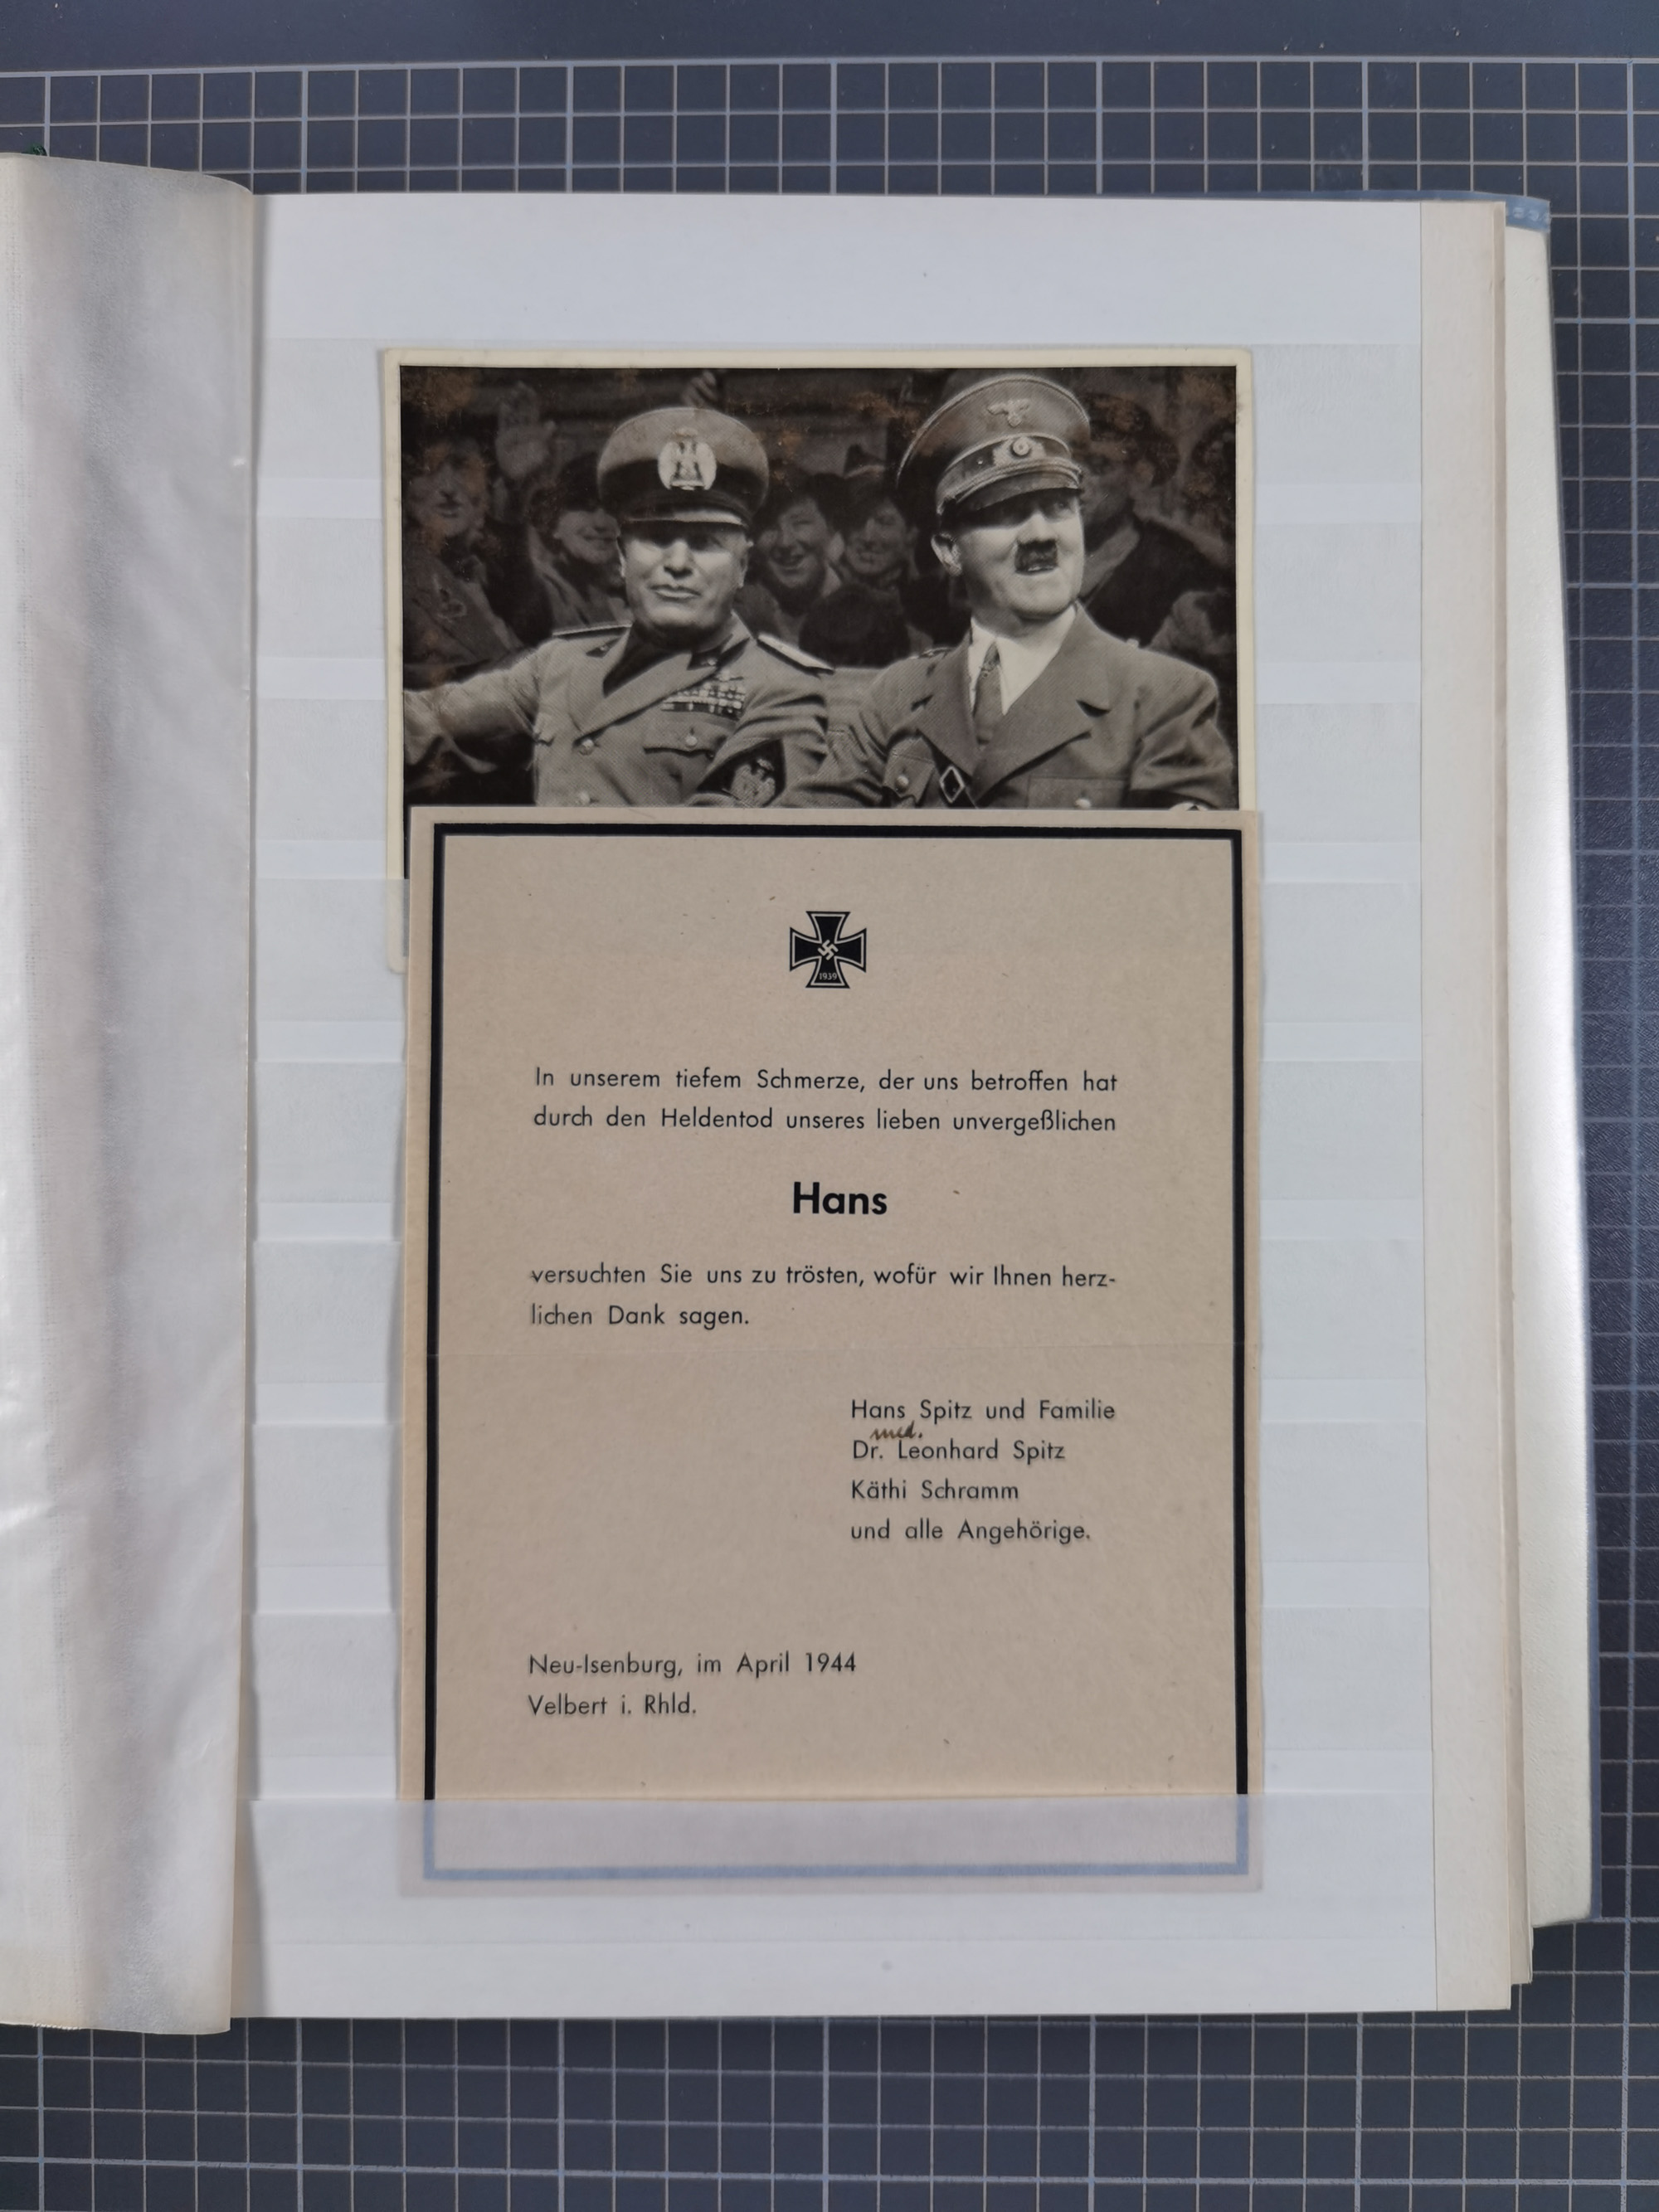 1939
In unserem tiefem Schmerze, der uns betroffen hat
durch den Heldentod unseres lieben unvergeßlichen
Hans
versuchten Sie uns zu trösten, wofür wir Ihnen herz-
lichen Dank sagen.
Hans Spitz und Familie
med.
Dr. Leonhard Spitz
Käthi Schramm
und alle Angehörige.
Neu-Isenburg, im April 1944
Velbert i. Rhld.